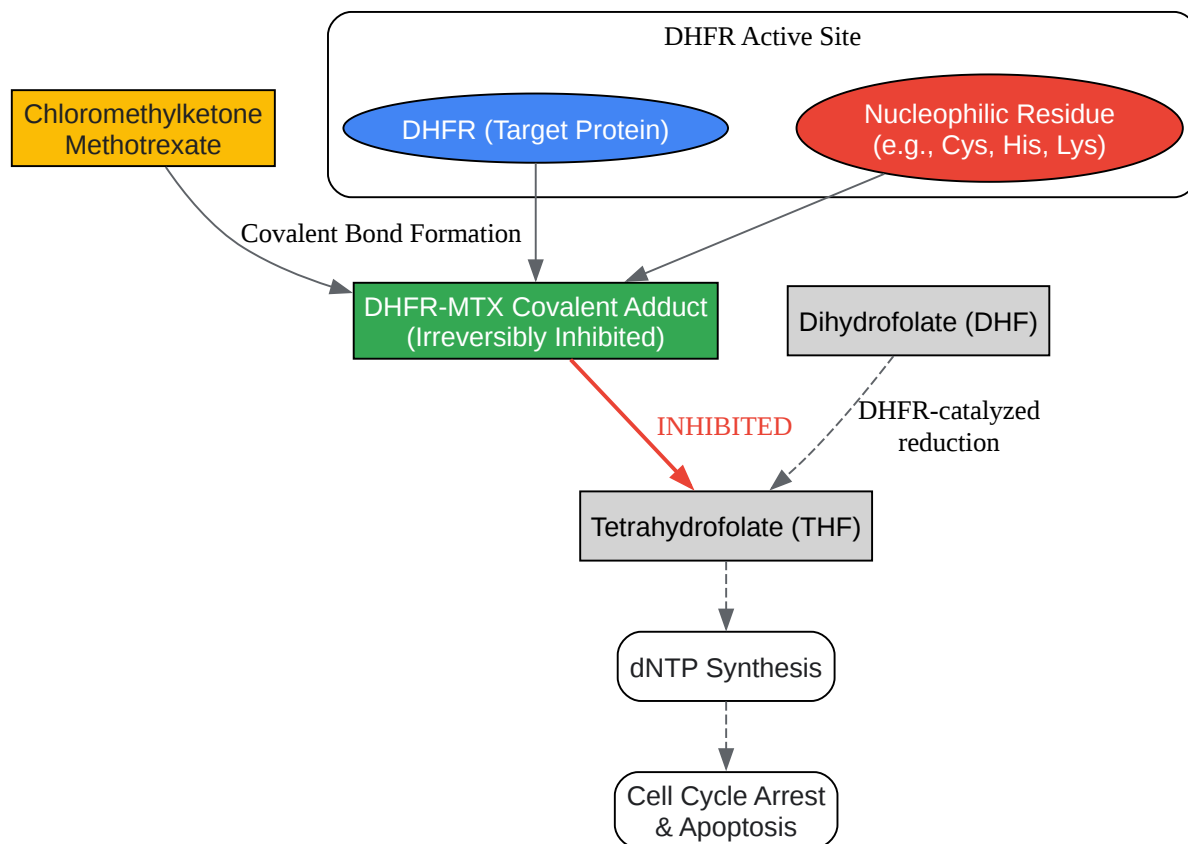 DHFR Active Site
Chloromethylketone
Methotrexate
DHFR (Target Protein)
Nucleophilic Residue
(e.g., Cys, His, Lys)
Covalent Bond Formation
DHFR-MTX Covalent Adduct
(Irreversibly Inhibited)
Dihydrofolate (DHF)
INHIBITED
DHFR-catalyzed
reduction
Tetrahydrofolate (THF)
dNTP Synthesis
Cell Cycle Arrest
& Apoptosis